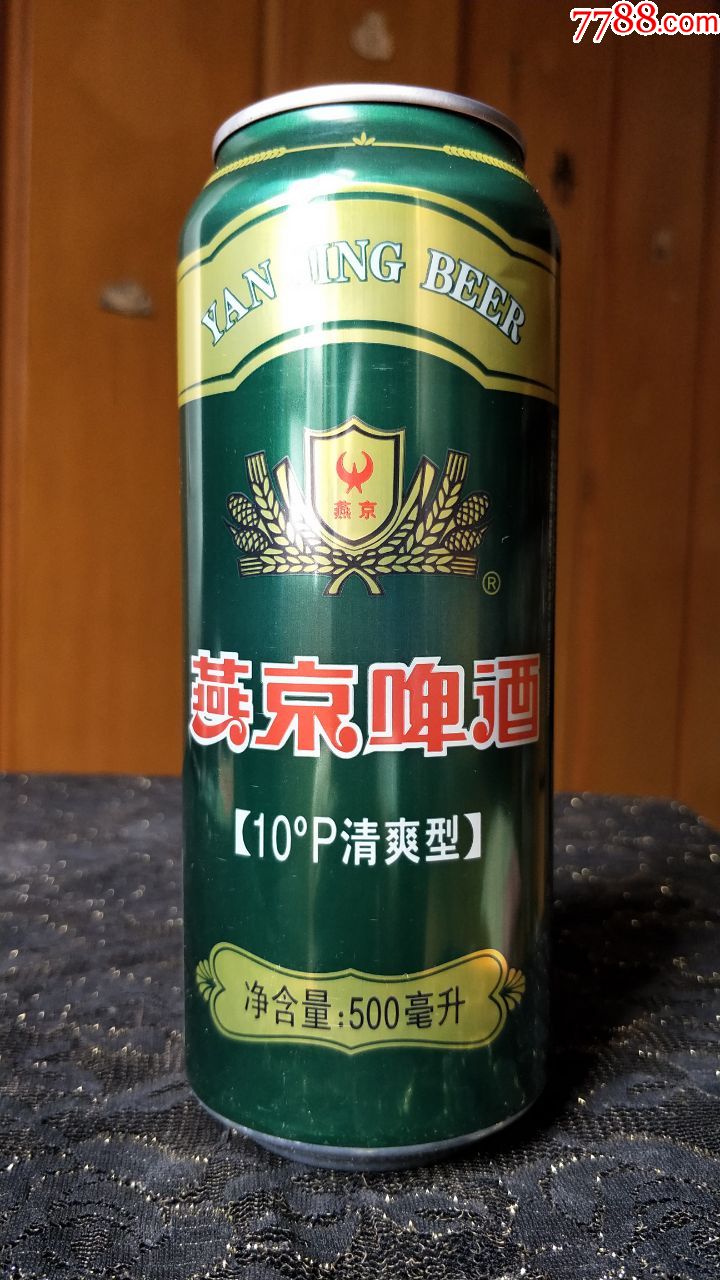 7788.com
YANJING BEER
燕京
®
燕京啤酒
【10°P清爽型】
净含量:500毫升